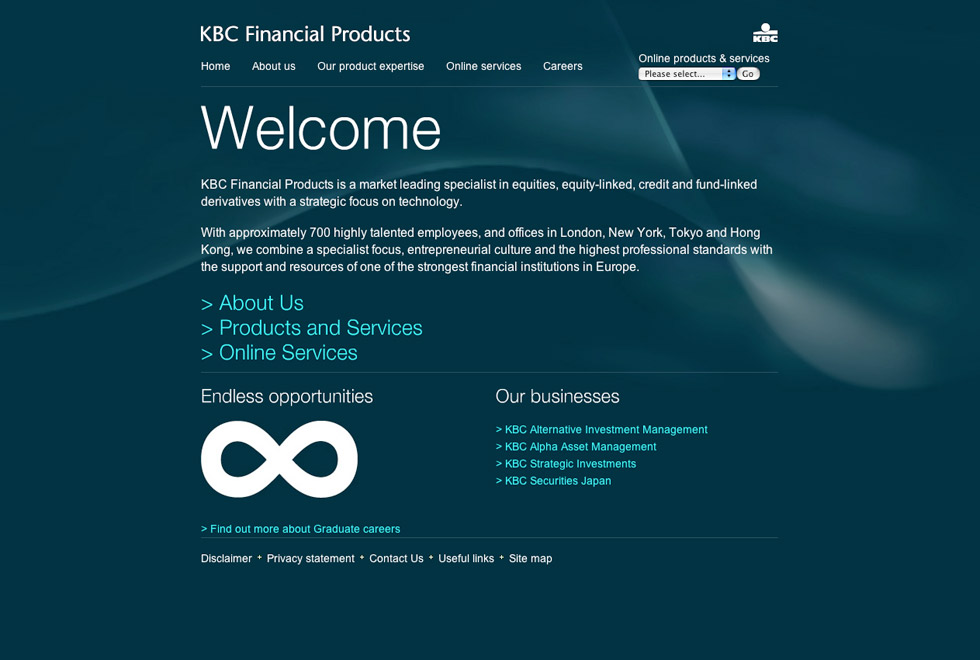 KBC Financial Products
KBC
Home About us Our product expertise Online services Careers
Online products & services
Please select... Go
Welcome
KBC Financial Products is a market leading specialist in equities, equity-linked, credit and fund-linked
derivatives with a strategic focus on technology.
With approximately 700 highly talented employees, and offices in London, New York, Tokyo and Hong
Kong, we combine a specialist focus, entrepreneurial culture and the highest professional standards with
the support and resources of one of the strongest financial institutions in Europe.
> About Us
> Products and Services
> Online Services
Endless opportunities
> Find out more about Graduate careers
Our businesses
> KBC Alternative Investment Management
> KBC Alpha Asset Management
> KBC Strategic Investments
> KBC Securities Japan
Disclaimer + Privacy statement + Contact Us + Useful links + Site map